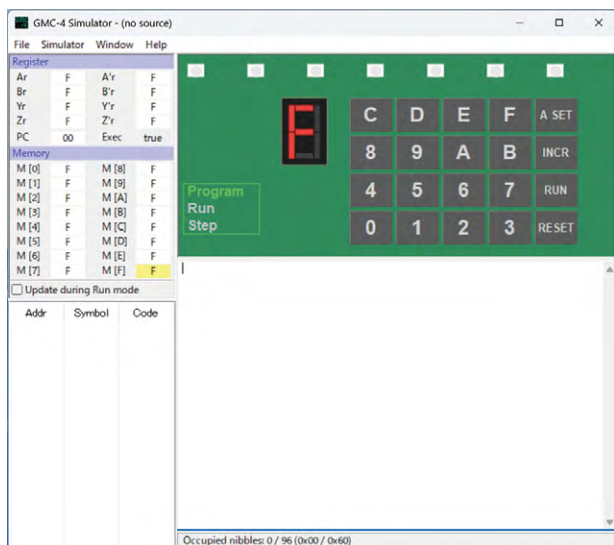 GMC-4 Simulator - (no source)
File Simulator Window Help
Register
Ar F A'r F
Br F B'r F
Yr F Y'r F
Zr F Z'r F
PC 00 Exec true
Memory
M [0] F M [8] F
M [1] F M [9] F
M [2] F M [A] F
M [3] F M [B] F
M [4] F M [C] F
M [5] F M [D] F
M [6] F M [E] F
M [7] F M [F] F
Update during Run mode
Addr Symbol Code
F
C D E F A SET
8 9 A B INCR
4 5 6 7 RUN
0 1 2 3 RESET
Program
Run
Step
Occupied nibbles: 0 / 96 (0x00 / 0x60)